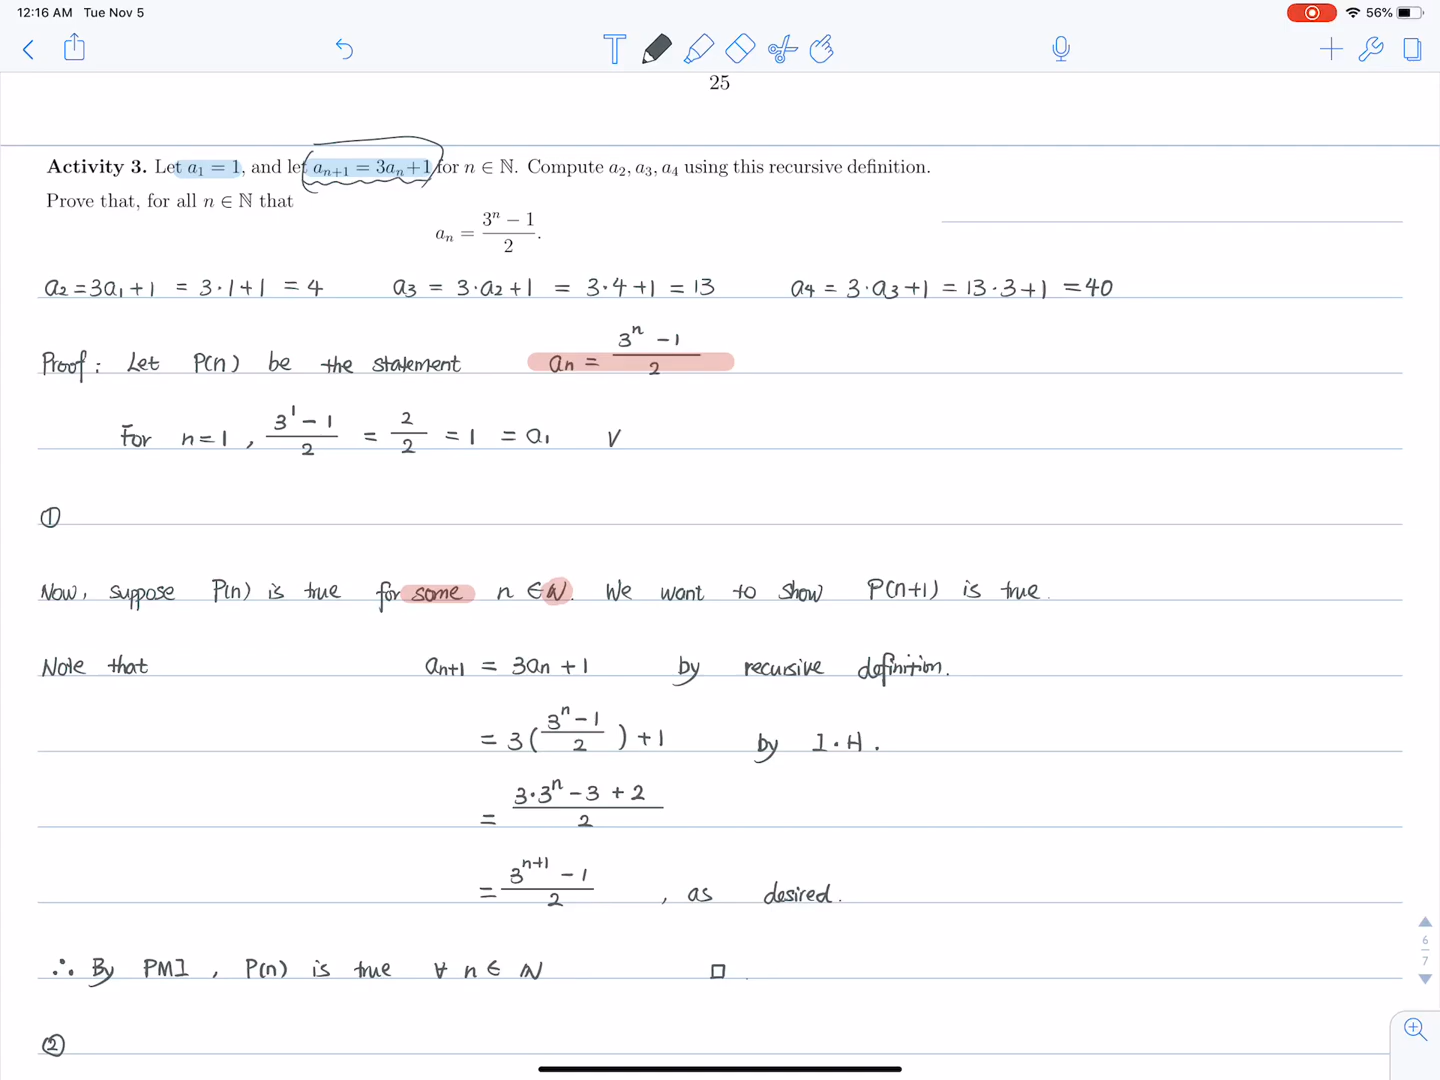 12:16 AM Tue Nov 5
56%
T
25
Activity 3. Let a₁ = 1, and let aₙ₊₁ = 3aₙ+1 for n ∈ ℕ. Compute a₂, a₃, a₄ using this recursive definition.
Prove that, for all n ∈ ℕ that
aₙ = (3ⁿ − 1)/2.
a₂ = 3a₁ + 1 = 3·1+1 = 4 a₃ = 3·a₂+1 = 3·4+1 = 13 a₄ = 3·a₃+1 = 13·3+1 = 40
Proof: Let P(n) be the statement aₙ = (3ⁿ − 1)/2
For n=1, (3¹ − 1)/2 = 2/2 = 1 = a₁ ✓
①
Now, suppose P(n) is true for some n ∈ ℕ. We want to show P(n+1) is true.
Note that aₙ₊₁ = 3aₙ + 1 by recursive definition.
= 3((3ⁿ − 1)/2) + 1 by I.H.
= (3·3ⁿ − 3 + 2)/2
= (3ⁿ⁺¹ − 1)/2, as desired.
∴ By PMI, P(n) is true ∀ n ∈ ℕ □.
②
6
7